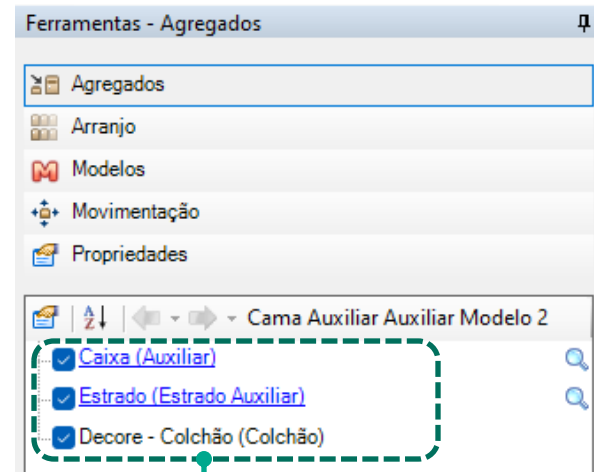 Ferramentas - Agregados
Agregados
Arranjo
Modelos
Movimentação
Propriedades
Cama Auxiliar Auxiliar Modelo 2
Caixa (Auxiliar)
Estrado (Estrado Auxiliar)
Decore - Colchão (Colchão)